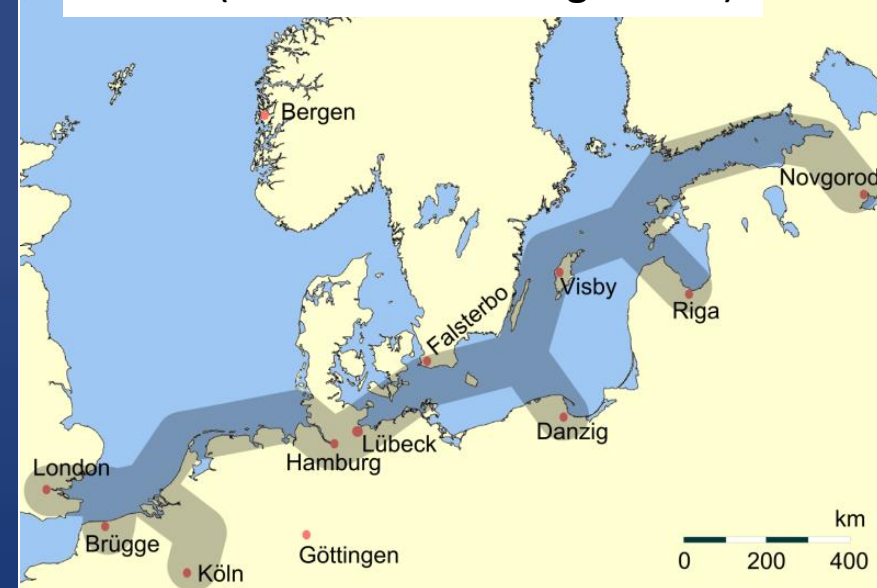 Bergen
Novgorod
Visby
Riga
Falsterbo
Danzig
Lübeck
Hamburg
London
Brügge
Göttingen
Köln
km
0 200 400